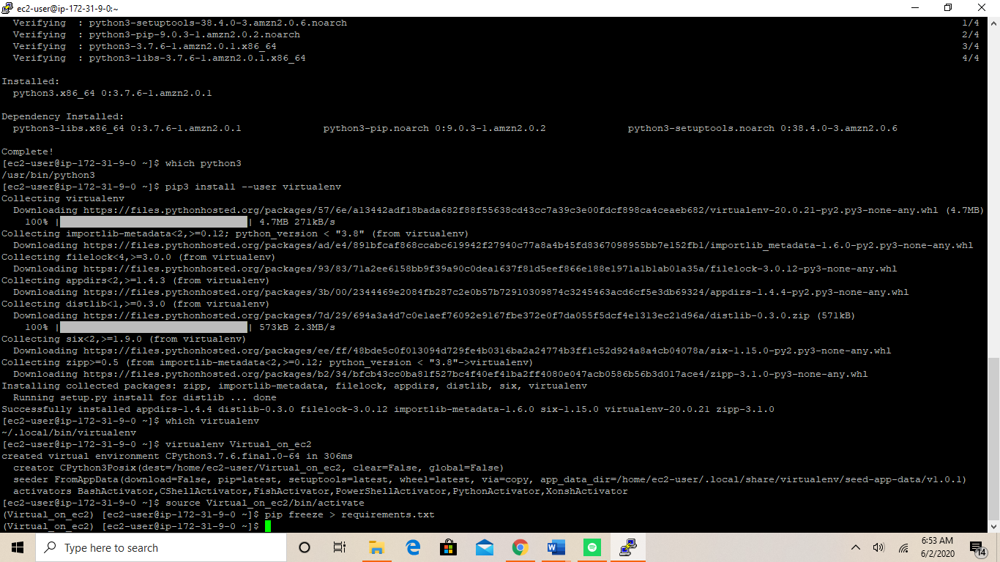 ec2-user@ip-172-31-9-0:~
Verifying  : python3-setuptools-38.4.0-3.amzn2.0.6.noarch 1/4
Verifying  : python3-pip-9.0.3-1.amzn2.0.2.noarch 2/4
Verifying  : python3-3.7.6-1.amzn2.0.1.x86_64 3/4
Verifying  : python3-libs-3.7.6-1.amzn2.0.1.x86_64 4/4
Installed:
python3.x86_64 0:3.7.6-1.amzn2.0.1
Dependency Installed:
python3-libs.x86_64 0:3.7.6-1.amzn2.0.1 python3-pip.noarch 0:9.0.3-1.amzn2.0.2 python3-setuptools.noarch 0:38.4.0-3.amzn2.0.6
Complete!
[ec2-user@ip-172-31-9-0 ~]$ which python3
/usr/bin/python3
[ec2-user@ip-172-31-9-0 ~]$ pip3 install --user virtualenv
Collecting virtualenv
Downloading https://files.pythonhosted.org/packages/57/6e/a13442adf18bada682f88f55638cd43cc7a39c3e00fdcf898ca4ceaeb682/virtualenv-20.0.21-py2.py3-none-any.whl (4.7MB)
100% | | 4.7MB 271kB/s
Collecting importlib-metadata<2,>=0.12; python_version < "3.8" (from virtualenv)
Downloading https://files.pythonhosted.org/packages/ad/e4/891bfcaf868ccabc619942f27940c77a8a4b45fd8367098955bb7e152fb1/importlib_metadata-1.6.0-py2.py3-none-any.whl
Collecting filelock<4,>=3.0.0 (from virtualenv)
Downloading https://files.pythonhosted.org/packages/93/83/71a2ee6158bb9f39a90c0dea1637f81d5eef866e188e1971a1b1ab01a35a/filelock-3.0.12-py3-none-any.whl
Collecting appdirs<2,>=1.4.3 (from virtualenv)
Downloading https://files.pythonhosted.org/packages/3b/00/2344469e2084fb287c2e0b57b72910309874c3245463acd6cf5e3db69324/appdirs-1.4.4-py2.py3-none-any.whl
Collecting distlib<1,>=0.3.0 (from virtualenv)
Downloading https://files.pythonhosted.org/packages/7d/29/694a3a4d7c0e1aef76092e9167fbe372e0f7da055f5dcf4e1313ec21d96a/distlib-0.3.0.zip (571kB)
100% | | 573kB 2.3MB/s
Collecting six<2,>=1.9.0 (from virtualenv)
Downloading https://files.pythonhosted.org/packages/ee/ff/48bde5c0f013094d729fe4b0316ba2a24774b3ff1c52d924a8a4cb04078a/six-1.15.0-py2.py3-none-any.whl
Collecting zipp>=0.5 (from importlib-metadata<2,>=0.12; python_version < "3.8"->virtualenv)
Downloading https://files.pythonhosted.org/packages/b2/34/bfcb43cc0ba81f527bc4f40ef41ba2ff4080e047acb0586b56b3d017ace4/zipp-3.1.0-py3-none-any.whl
Installing collected packages: zipp, importlib-metadata, filelock, appdirs, distlib, six, virtualenv
Running setup.py install for distlib ... done
Successfully installed appdirs-1.4.4 distlib-0.3.0 filelock-3.0.12 importlib-metadata-1.6.0 six-1.15.0 virtualenv-20.0.21 zipp-3.1.0
[ec2-user@ip-172-31-9-0 ~]$ which virtualenv
~/.local/bin/virtualenv
[ec2-user@ip-172-31-9-0 ~]$ virtualenv Virtual_on_ec2
created virtual environment CPython3.7.6.final.0-64 in 306ms
creator CPython3Posix(dest=/home/ec2-user/Virtual_on_ec2, clear=False, global=False)
seeder FromAppData(download=False, pip=latest, setuptools=latest, wheel=latest, via=copy, app_data_dir=/home/ec2-user/.local/share/virtualenv/seed-app-data/v1.0.1)
activators BashActivator,CShellActivator,FishActivator,PowerShellActivator,PythonActivator,XonshActivator
[ec2-user@ip-172-31-9-0 ~]$ source Virtual_on_ec2/bin/activate
(Virtual_on_ec2) [ec2-user@ip-172-31-9-0 ~]$ pip freeze > requirements.txt
(Virtual_on_ec2) [ec2-user@ip-172-31-9-0 ~]$
Type here to search
6:53 AM
6/2/2020
14